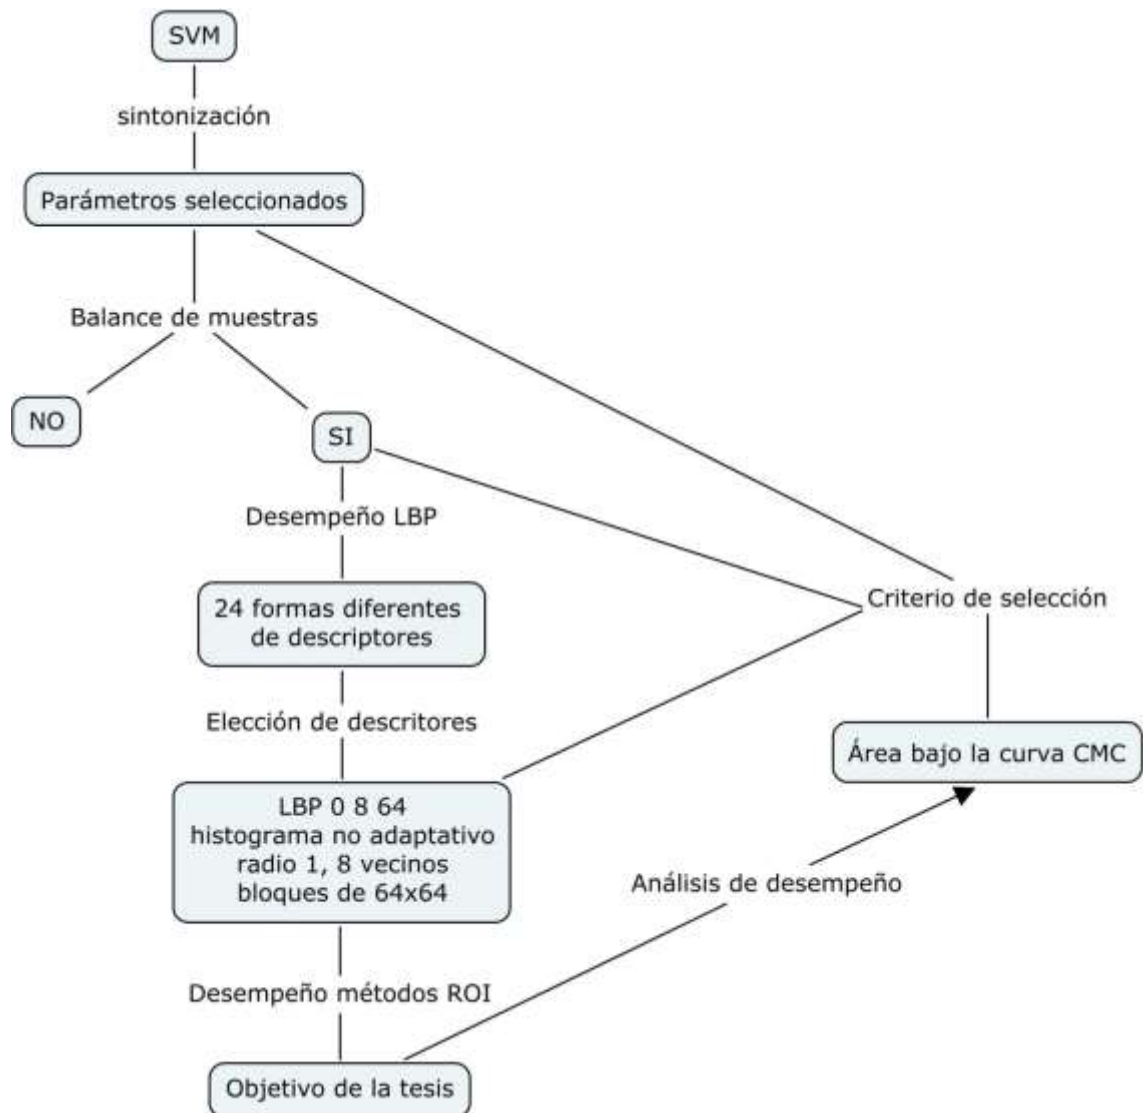 SVM
sintonización
Parámetros seleccionados
Balance de muestras
NO
SI
Desempeño LBP
24 formas diferentes
de descriptores
Criterio de selección
Elección de descritores
Área bajo la curva CMC
LBP 0 8 64
histograma no adaptativo
radio 1, 8 vecinos
bloques de 64x64
Análisis de desempeño
Desempeño métodos ROI
Objetivo de la tesis